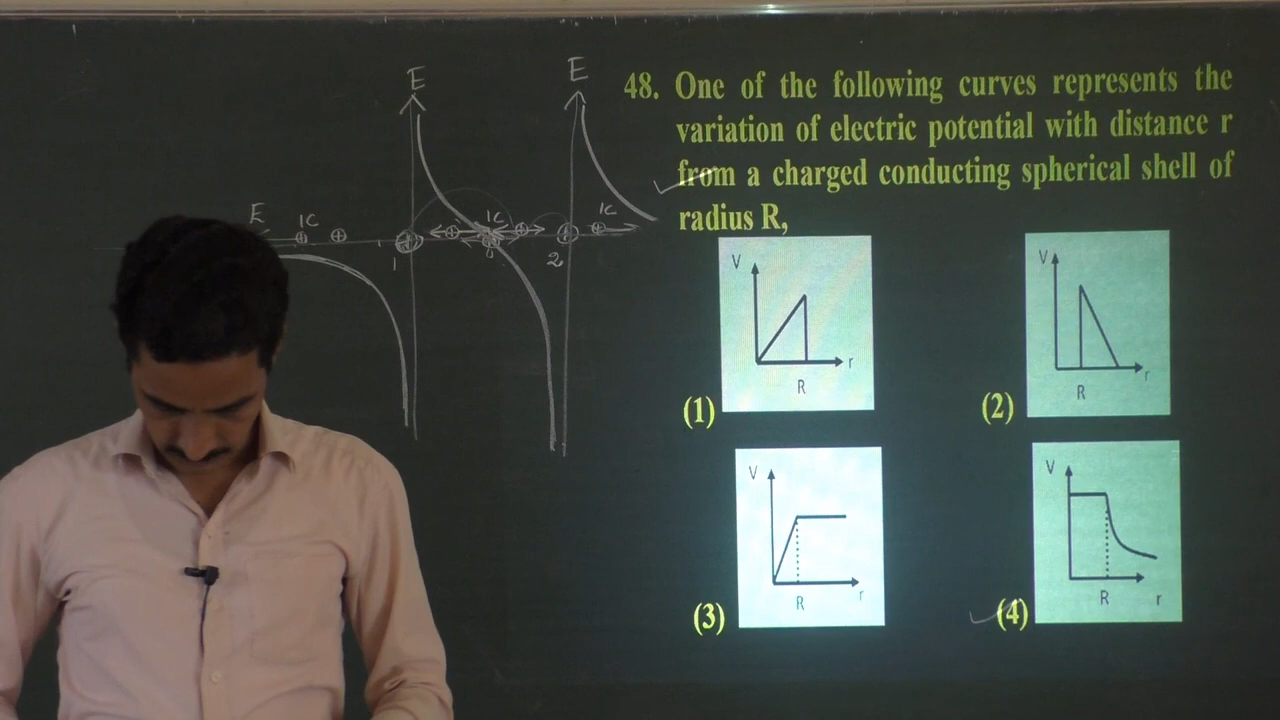 E
E
48. One of the following curves represents the
variation of electric potential with distance r
from a charged conducting spherical shell of
radius R,
E
1C
1C
1C
1
2
V
r
R
(1)
V
r
R
(2)
V
R
r
(3)
V
R
r
(4)